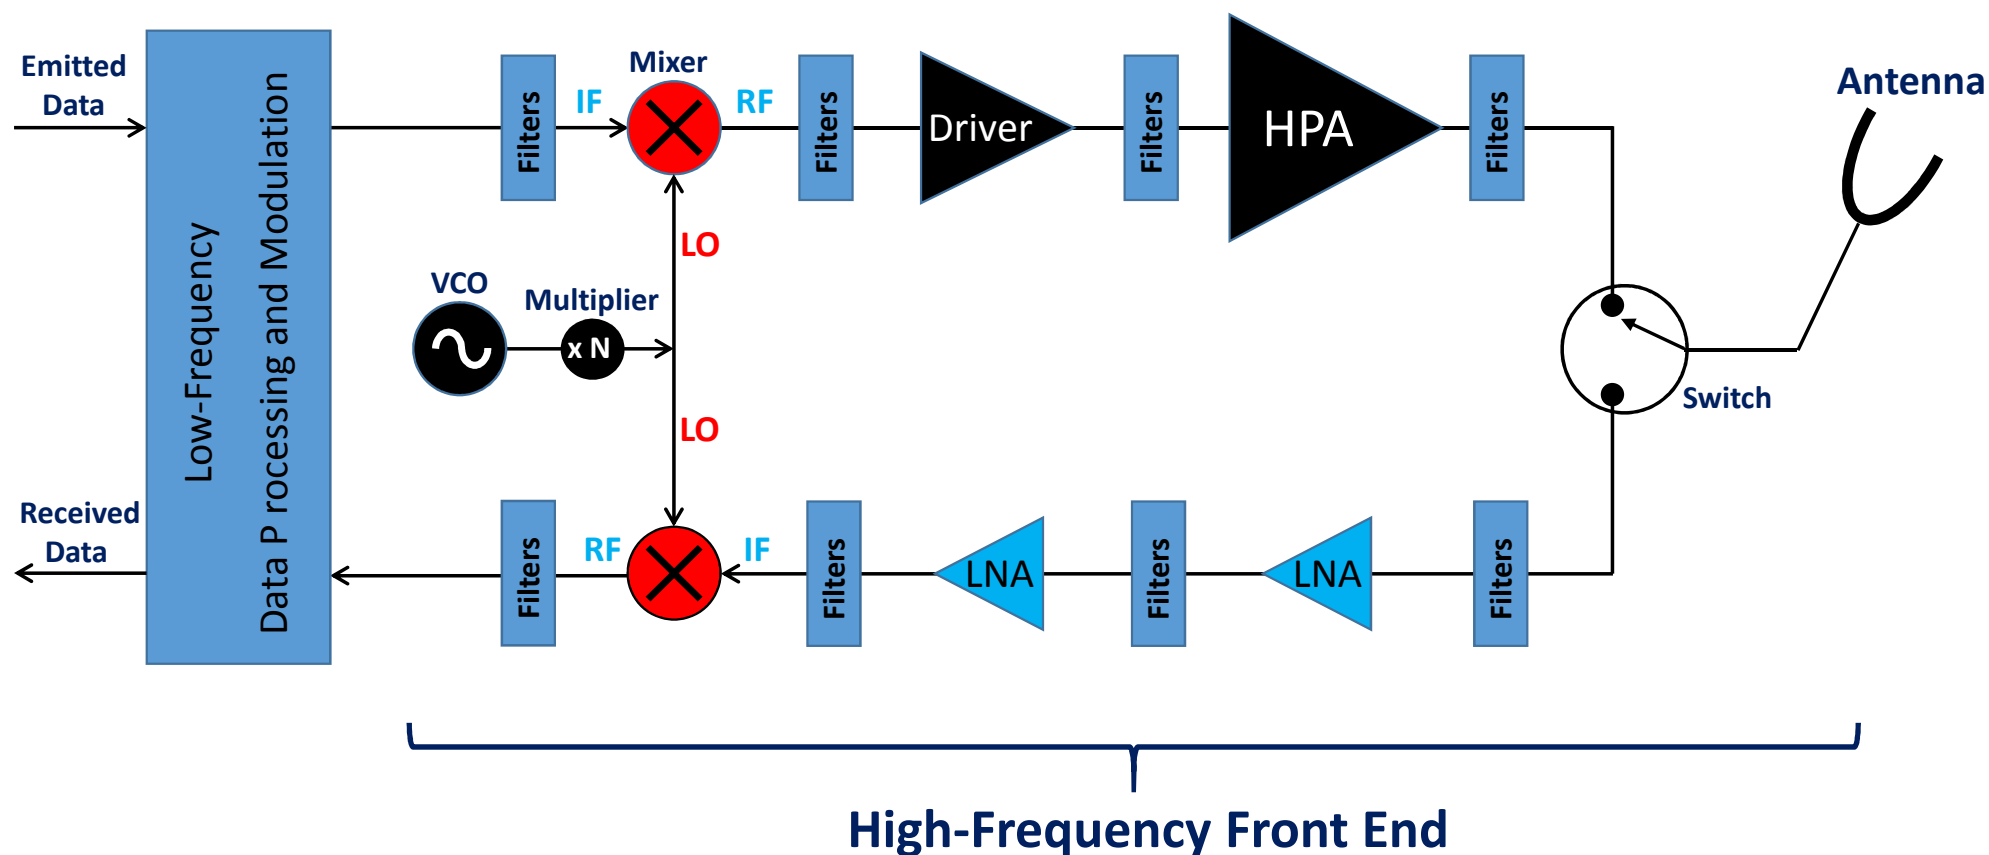 Emitted
Data
Low-Frequency
Data P rocessing and Modulation
Filters
IF
Mixer
RF
Filters
Driver
Filters
HPA
Filters
Antenna
LO
VCO
Multiplier
x N
LO
Switch
Received
Data
Filters
RF
IF
Filters
LNA
Filters
LNA
Filters
High-Frequency Front End